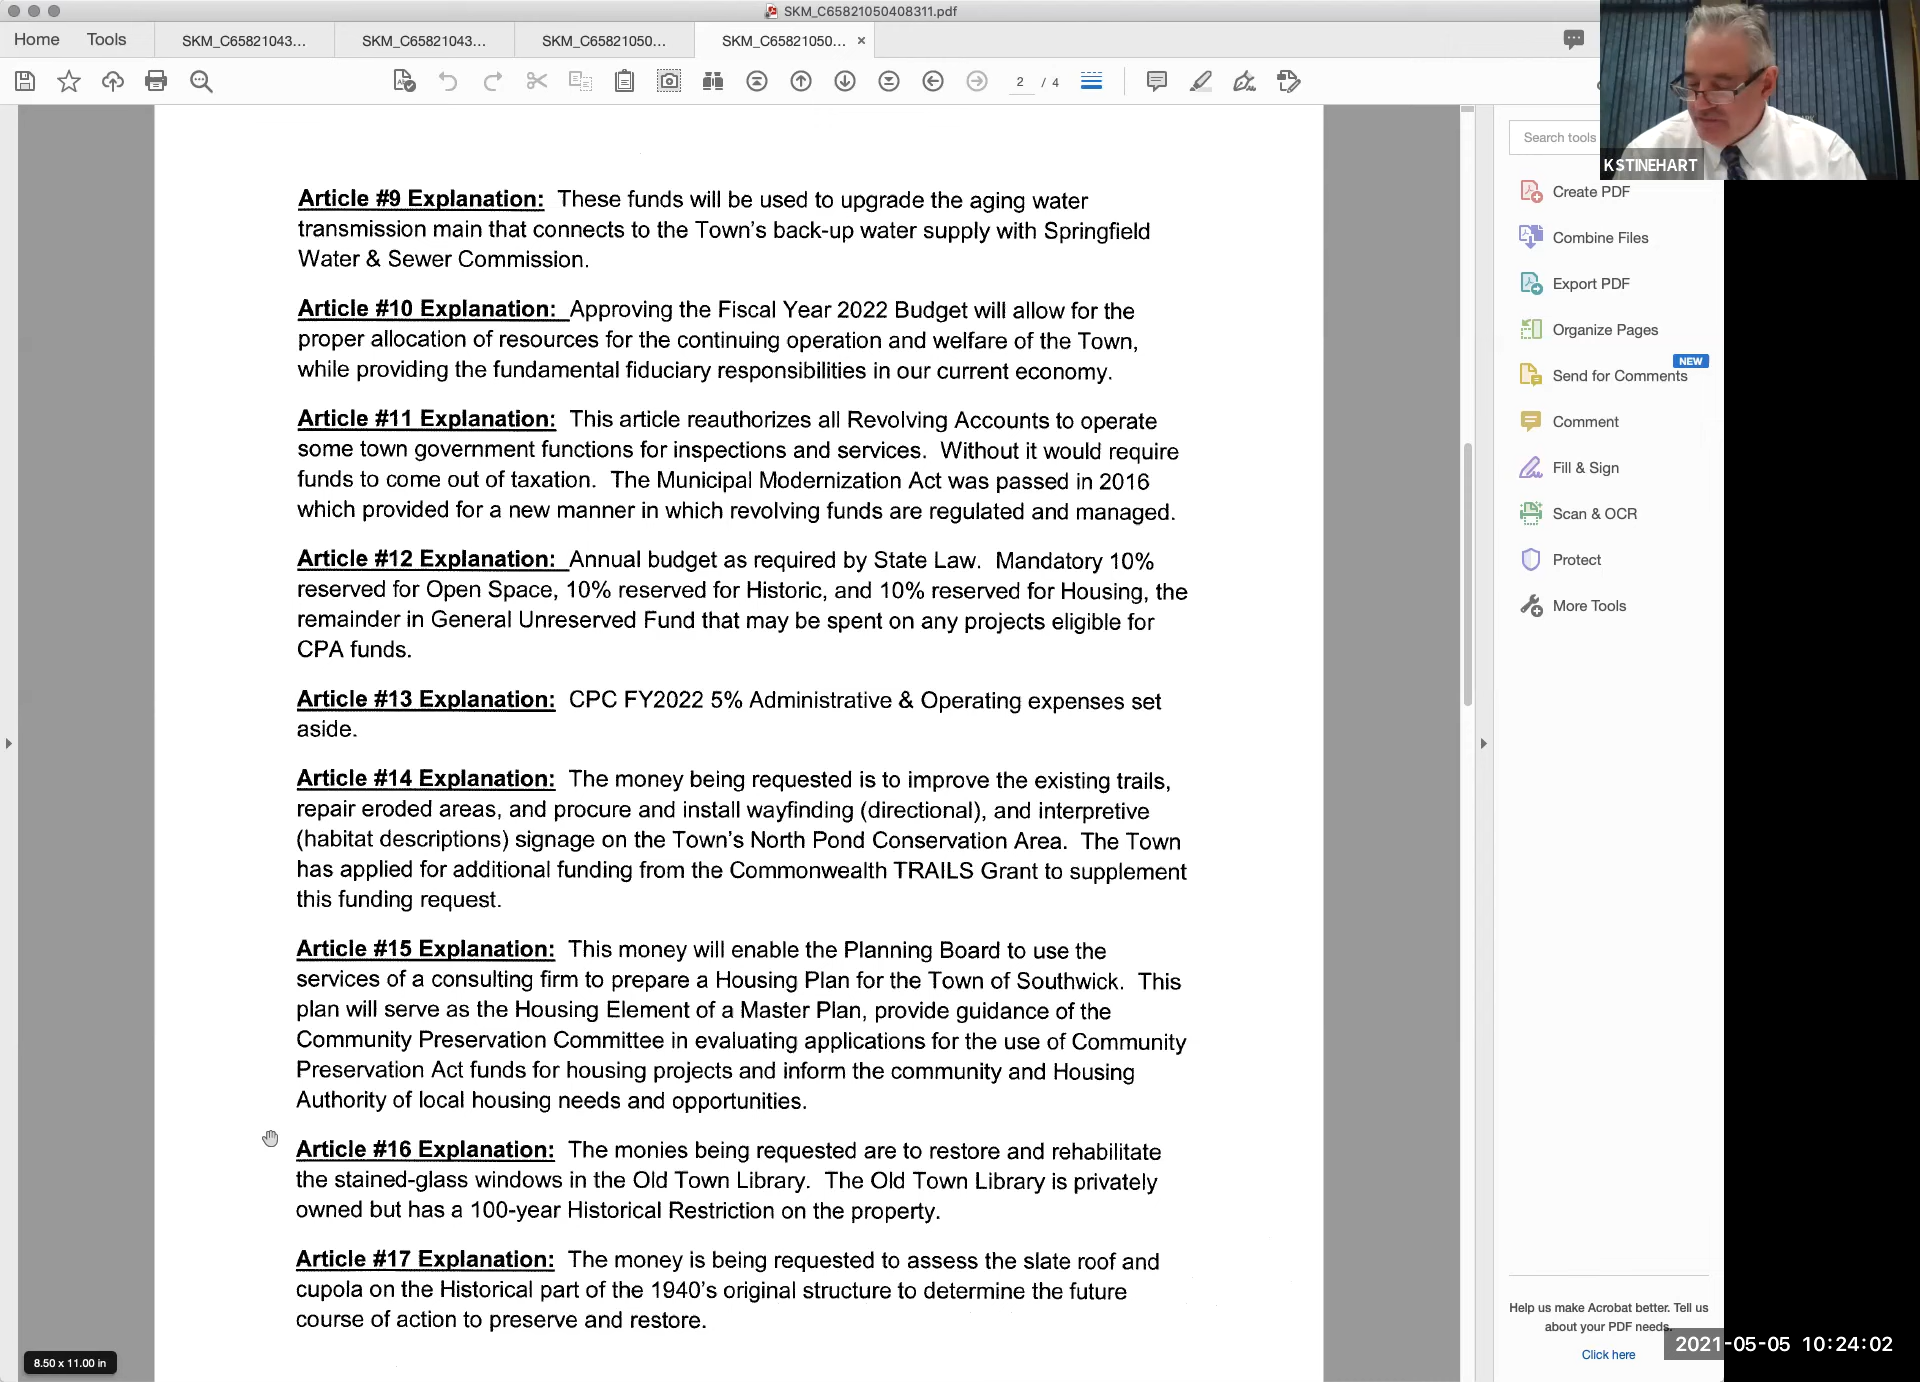 SKM_C65821050408311.pdf
Home
Tools
SKM_C65821043...
SKM_C65821043...
SKM_C65821050...
SKM_C65821050... ×
2 / 4
KSTINEHART
Article #9 Explanation: These funds will be used to upgrade the aging water
transmission main that connects to the Town's back-up water supply with Springfield
Water & Sewer Commission.
Article #10 Explanation: Approving the Fiscal Year 2022 Budget will allow for the
proper allocation of resources for the continuing operation and welfare of the Town,
while providing the fundamental fiduciary responsibilities in our current economy.
Article #11 Explanation: This article reauthorizes all Revolving Accounts to operate
some town government functions for inspections and services. Without it would require
funds to come out of taxation. The Municipal Modernization Act was passed in 2016
which provided for a new manner in which revolving funds are regulated and managed.
Article #12 Explanation: Annual budget as required by State Law. Mandatory 10%
reserved for Open Space, 10% reserved for Historic, and 10% reserved for Housing, the
remainder in General Unreserved Fund that may be spent on any projects eligible for
CPA funds.
Article #13 Explanation: CPC FY2022 5% Administrative & Operating expenses set
aside.
Article #14 Explanation: The money being requested is to improve the existing trails,
repair eroded areas, and procure and install wayfinding (directional), and interpretive
(habitat descriptions) signage on the Town's North Pond Conservation Area. The Town
has applied for additional funding from the Commonwealth TRAILS Grant to supplement
this funding request.
Article #15 Explanation: This money will enable the Planning Board to use the
services of a consulting firm to prepare a Housing Plan for the Town of Southwick. This
plan will serve as the Housing Element of a Master Plan, provide guidance of the
Community Preservation Committee in evaluating applications for the use of Community
Preservation Act funds for housing projects and inform the community and Housing
Authority of local housing needs and opportunities.
Article #16 Explanation: The monies being requested are to restore and rehabilitate
the stained-glass windows in the Old Town Library. The Old Town Library is privately
owned but has a 100-year Historical Restriction on the property.
Article #17 Explanation: The money is being requested to assess the slate roof and
cupola on the Historical part of the 1940's original structure to determine the future
course of action to preserve and restore.
8.50 x 11.00 in
Search tools
Create PDF
Combine Files
Export PDF
Organize Pages
NEW
Send for Comments
Comment
Fill & Sign
Scan & OCR
Protect
More Tools
Help us make Acrobat better. Tell us
about your PDF needs.
Click here
2021-05-05 10:24:02